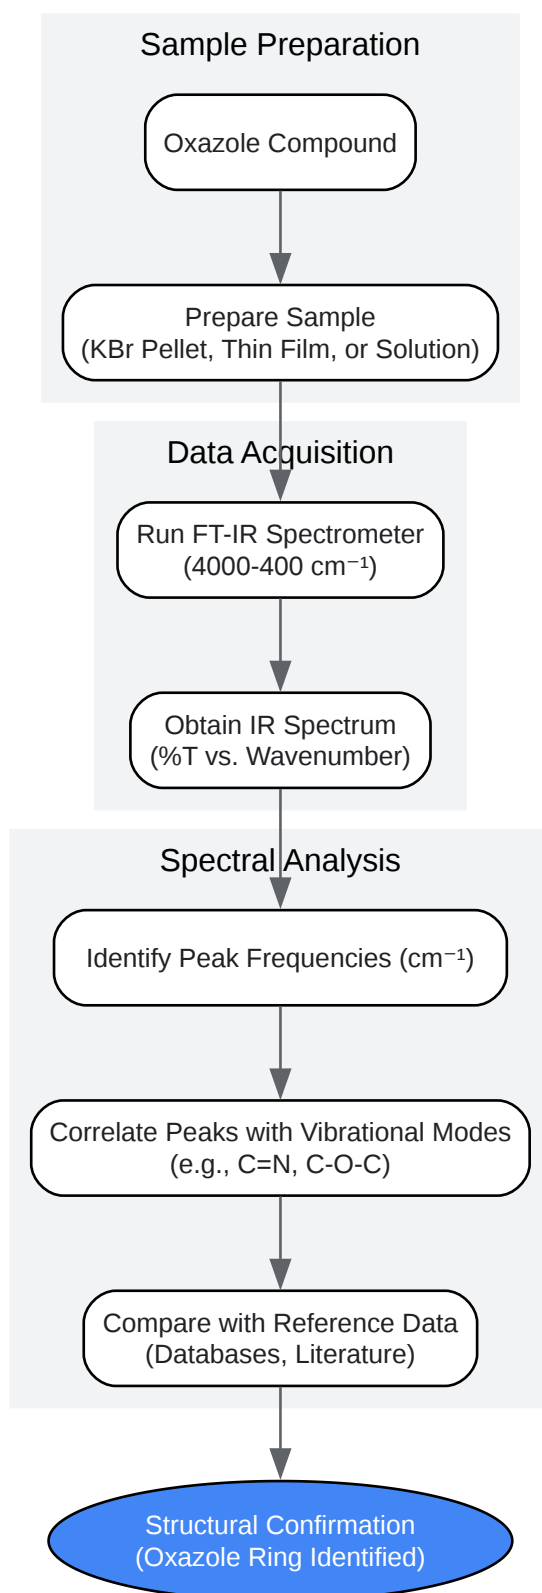 Sample Preparation
Oxazole Compound
Prepare Sample
(KBr Pellet, Thin Film, or Solution)
Data Acquisition
Run FT-IR Spectrometer
(4000-400 cm⁻¹)
Obtain IR Spectrum
(%T vs. Wavenumber)
Spectral Analysis
Identify Peak Frequencies (cm⁻¹)
Correlate Peaks with Vibrational Modes
(e.g., C=N, C-O-C)
Compare with Reference Data
(Databases, Literature)
Structural Confirmation
(Oxazole Ring Identified)